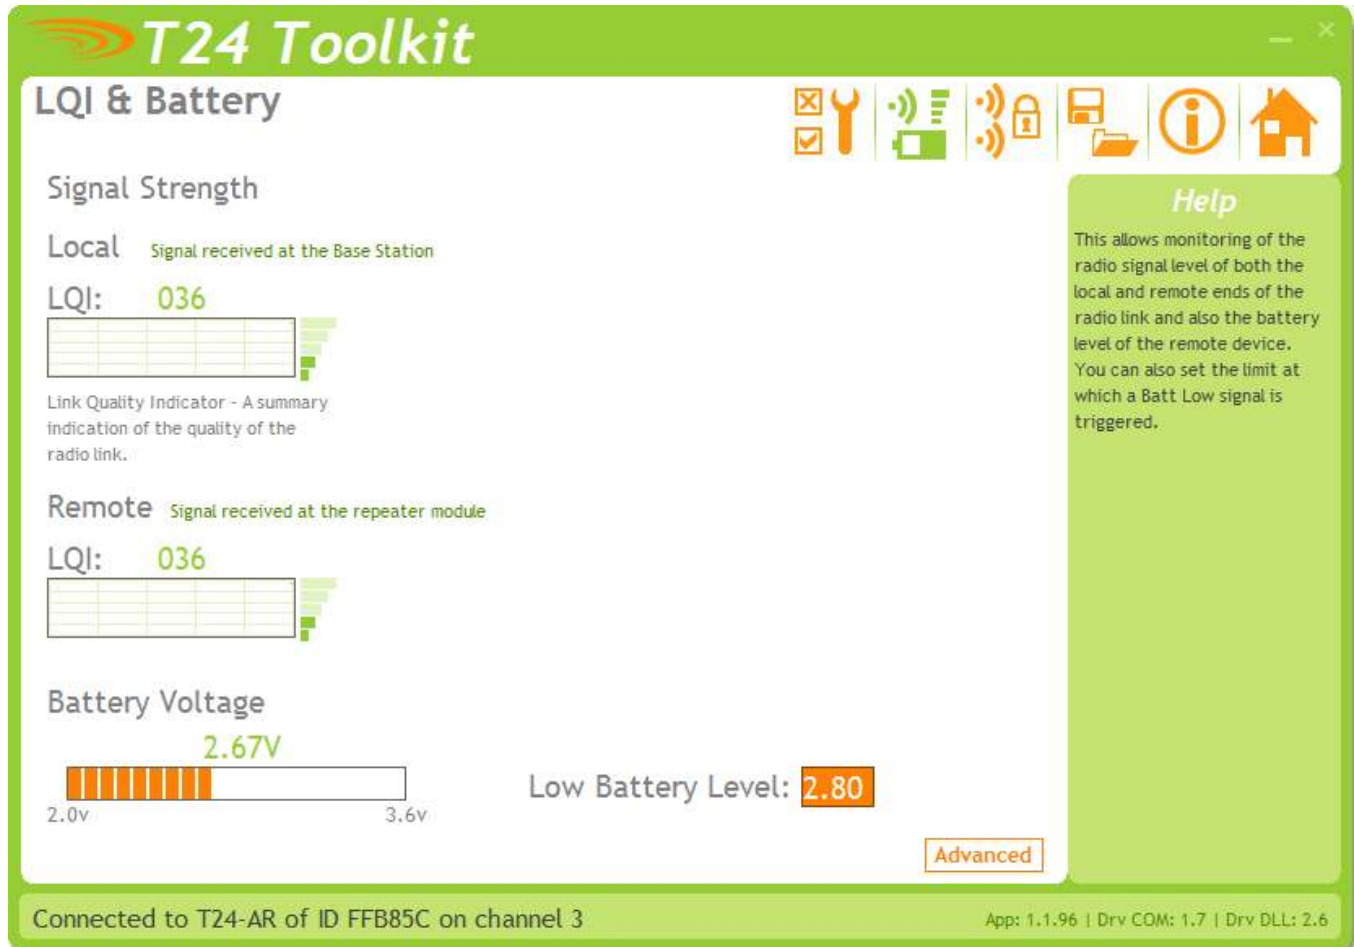 T24 Toolkit
LQI & Battery
Signal Strength
Local Signal received at the Base Station
LQI: 036
Link Quality Indicator - A summary
indication of the quality of the
radio link.
Remote Signal received at the repeater module
LQI: 036
Battery Voltage
2.67V
2.0v 3.6v
Low Battery Level: 2.80
Advanced
Help
This allows monitoring of the
radio signal level of both the
local and remote ends of the
radio link and also the battery
level of the remote device.
You can also set the limit at
which a Batt Low signal is
triggered.
Connected to T24-AR of ID FFB85C on channel 3
App: 1.1.96 | Drv COM: 1.7 | Drv DLL: 2.6